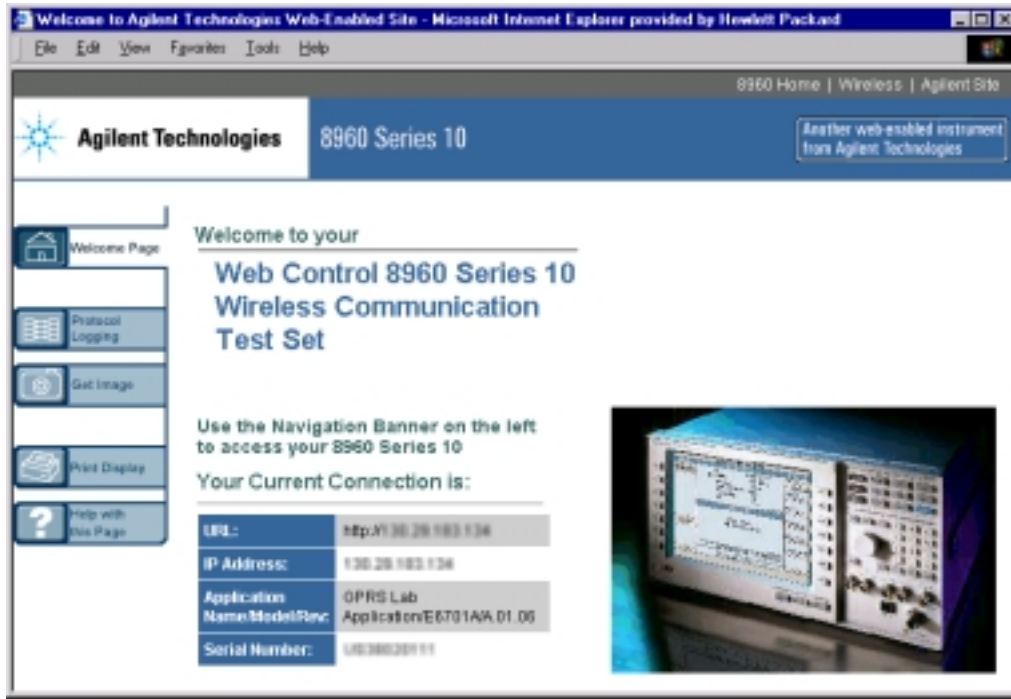 Welcome to Agilent Technologies Web-Enabled Site - Microsoft Internet Explorer provided by Hewlett Packard
File Edit View Favorites Tools Help
8960 Home | Wireless | Agilent Site
Agilent Technologies
8960 Series 10
Another web-enabled instrument
from Agilent Technologies
Welcome Page
Protocol
Logging
Get Image
Print Display
Help with
this Page
Welcome to your
Web Control 8960 Series 10
Wireless Communication
Test Set
Use the Navigation Banner on the left
to access your 8960 Series 10
Your Current Connection is:
URL: http://
IP Address:
Application
Name/Model/Rev: GPRS Lab
Application/E6701A/A.01.06
Serial Number: